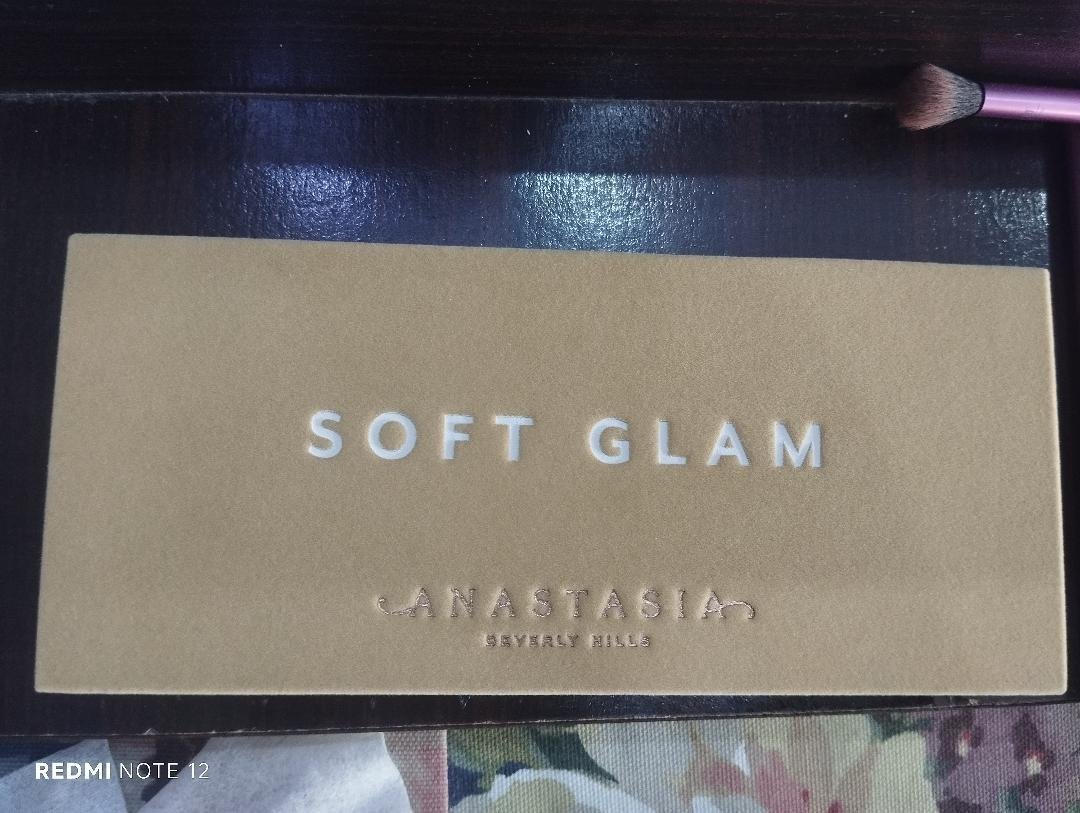 SOFT GLAM
ANASTASIA
BEVERLY HILLS
REDMI NOTE 12